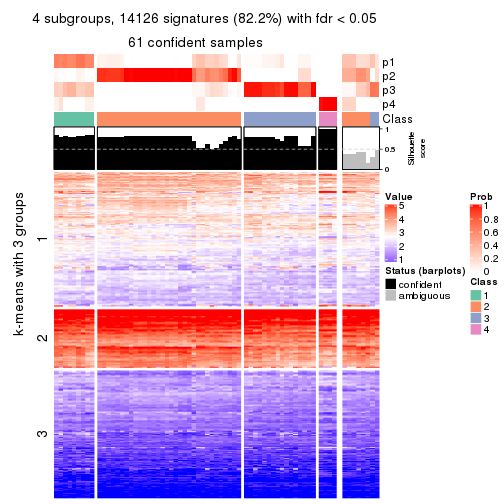 4 subgroups, 14126 signatures (82.2%) with fdr < 0.05
61 confident samples
p1
p2
p3
p4
Class
1
0.5
0
Silhouette
score
k-means with 3 groups
1
2
3
Value
5
4
3
2
1
Status (barplots)
confident
ambiguous
Prob
1
0.8
0.6
0.4
0.2
0
Class
1
2
3
4